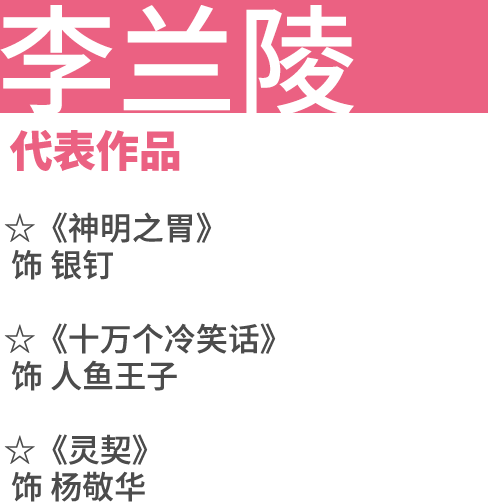 李兰陵
代表作品
☆《神明之胄》
饰 银钉
☆《十万个冷笑话》
饰 人鱼王子
☆《灵契》
饰 杨敬华